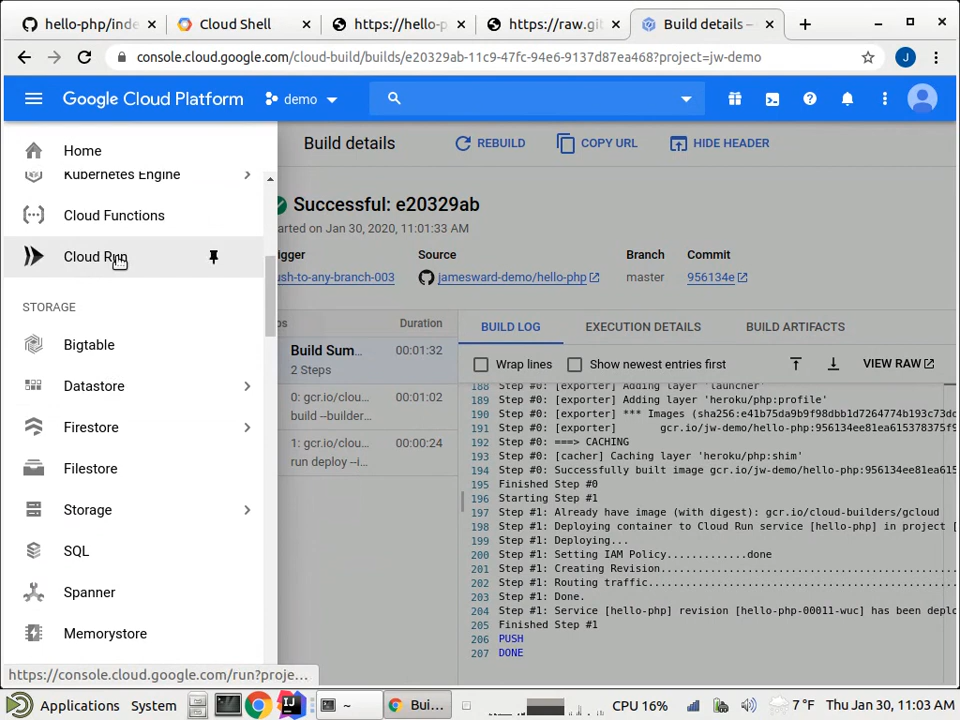 hello-php/inde
Cloud Shell
https://hello-p
https://raw.git
Build details –
console.cloud.google.com/cloud-build/builds/e20329ab-11c9-47fc-94e6-9137d87ea468?project=jw-demo
J
Google Cloud Platform
demo
Home
Build details
REBUILD
COPY URL
HIDE HEADER
Kubernetes Engine
Cloud Functions
Successful: e20329ab
arted on Jan 30, 2020, 11:01:33 AM
Cloud Run
igger
Source
Branch
Commit
ush-to-any-branch-003
jamesward-demo/hello-php
master
956134e
STORAGE
ps
Duration
BUILD LOG
EXECUTION DETAILS
BUILD ARTIFACTS
Bigtable
Build Sum...
00:01:32
2 Steps
Wrap lines
Show newest entries first
VIEW RAW
Datastore
188 Step #0: [exporter] Adding layer 'launcher'
189 Step #0: [exporter] Adding layer 'heroku/php:profile'
0: gcr.io/clou...
00:01:02
build --builder...
190 Step #0: [exporter] *** Images (sha256:e41b75da9b9f98dbb1d7264774b193c73dc
Firestore
191 Step #0: [exporter] gcr.io/jw-demo/hello-php:956134ee81ea615378375f9
192 Step #0: ===> CACHING
1: gcr.io/clou...
00:00:24
run deploy --i...
193 Step #0: [cacher] Caching layer 'heroku/php:shim'
Filestore
194 Step #0: Successfully built image gcr.io/jw-demo/hello-php:956134ee81ea615
195 Finished Step #0
196 Starting Step #1
Storage
197 Step #1: Already have image (with digest): gcr.io/cloud-builders/gcloud
198 Step #1: Deploying container to Cloud Run service [hello-php] in project [
199 Step #1: Deploying...
SQL
200 Step #1: Setting IAM Policy.............done
201 Step #1: Creating Revision.
202 Step #1: Routing traffic.
Spanner
203 Step #1: Done.
204 Step #1: Service [hello-php] revision [hello-php-00011-wuc] has been deplo
205 Finished Step #1
Memorystore
206 PUSH
207 DONE
https://console.cloud.google.com/run?proje...
Applications
System
~
Bui...
CPU 16%
7 °F
Thu Jan 30, 11:03 AM